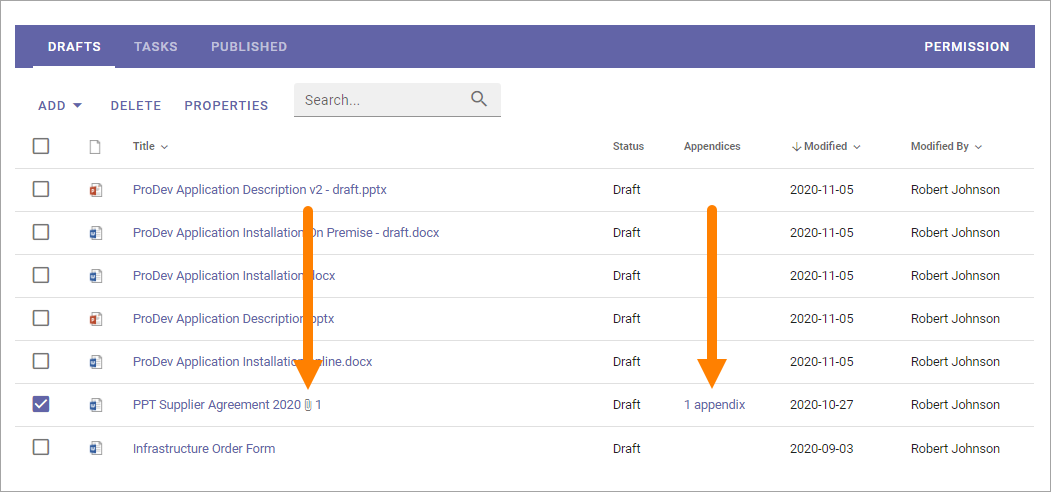 DRAFTS TASKS PUBLISHED PERMISSION
ADD DELETE PROPERTIES Search...
Title Status Appendices Modified Modified By
ProDev Application Description v2 - draft.pptx Draft 2020-11-05 Robert Johnson
ProDev Application Installation On Premise - draft.docx Draft 2020-11-05 Robert Johnson
ProDev Application Installation docx Draft 2020-11-05 Robert Johnson
ProDev Application Description pptx Draft 2020-11-05 Robert Johnson
ProDev Application Installation line.docx Draft 2020-11-05 Robert Johnson
PPT Supplier Agreement 2020 1 Draft 1 appendix 2020-10-27 Robert Johnson
Infrastructure Order Form Draft 2020-09-03 Robert Johnson